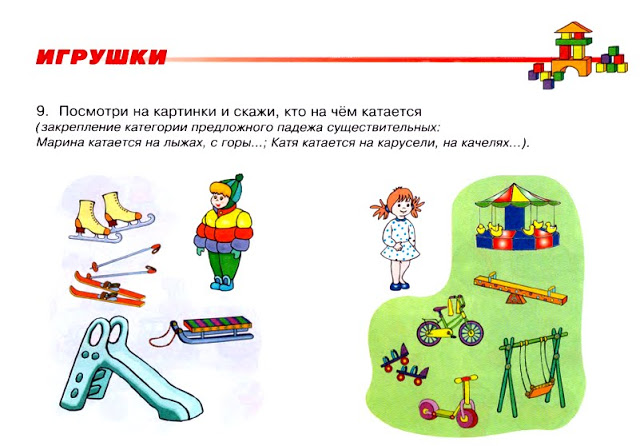 ИГРУШКИ
9. Посмотри на картинки и скажи, кто на чём катается
(закрепление категории предложного падежа существительных:
Марина катается на лыжах, с горы...; Катя катается на карусели, на качелях...).